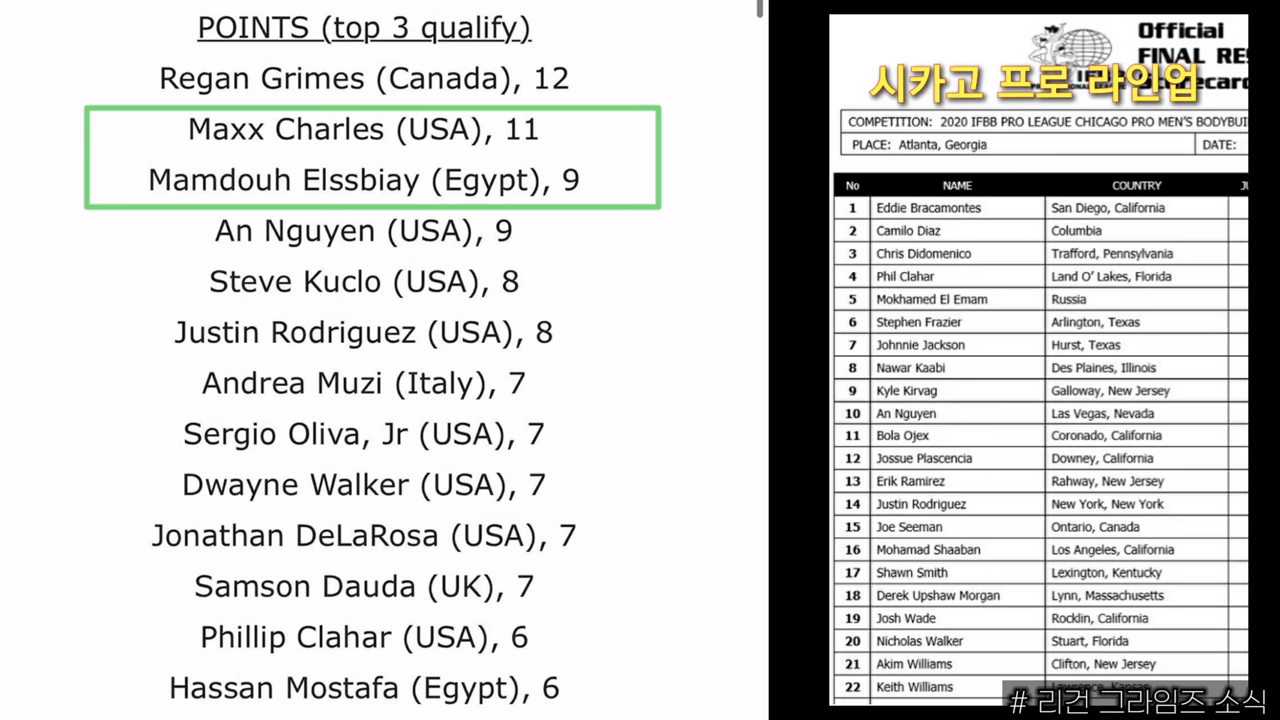 POINTS (top 3 qualify)
Regan Grimes (Canada), 12
Maxx Charles (USA), 11
Mamdouh Elssbiay (Egypt), 9
An Nguyen (USA), 9
Steve Kuclo (USA), 8
Justin Rodriguez (USA), 8
Andrea Muzi (Italy), 7
Sergio Oliva, Jr (USA), 7
Dwayne Walker (USA), 7
Jonathan DeLaRosa (USA), 7
Samson Dauda (UK), 7
Phillip Clahar (USA), 6
Hassan Mostafa (Egypt), 6
Official
FINAL RES
시카고 프로 라인업
COMPETITION: 2020 IFBB PRO LEAGUE CHICAGO PRO MEN'S BODYBUI
PLACE: Atlanta, Georgia DATE:
No NAME COUNTRY
1 Eddie Bracamontes San Diego, California
2 Camilo Diaz Columbia
3 Chris Didomenico Trafford, Pennsylvania
4 Phil Clahar Land O' Lakes, Florida
5 Mokhamed El Emam Russia
6 Stephen Frazier Arlington, Texas
7 Johnnie Jackson Hurst, Texas
8 Nawar Kaabi Des Plaines, Illinois
9 Kyle Kirvag Galloway, New Jersey
10 An Nguyen Las Vegas, Nevada
11 Bola Ojex Coronado, California
12 Jossue Plascencia Downey, California
13 Erik Ramirez Rahway, New Jersey
14 Justin Rodriguez New York, New York
15 Joe Seeman Ontario, Canada
16 Mohamad Shaaban Los Angeles, California
17 Shawn Smith Lexington, Kentucky
18 Derek Upshaw Morgan Lynn, Massachusetts
19 Josh Wade Rocklin, California
20 Nicholas Walker Stuart, Florida
21 Akim Williams Clifton, New Jersey
22 Keith Williams Lawrence, Kansas
# 리건 그라임즈 소식